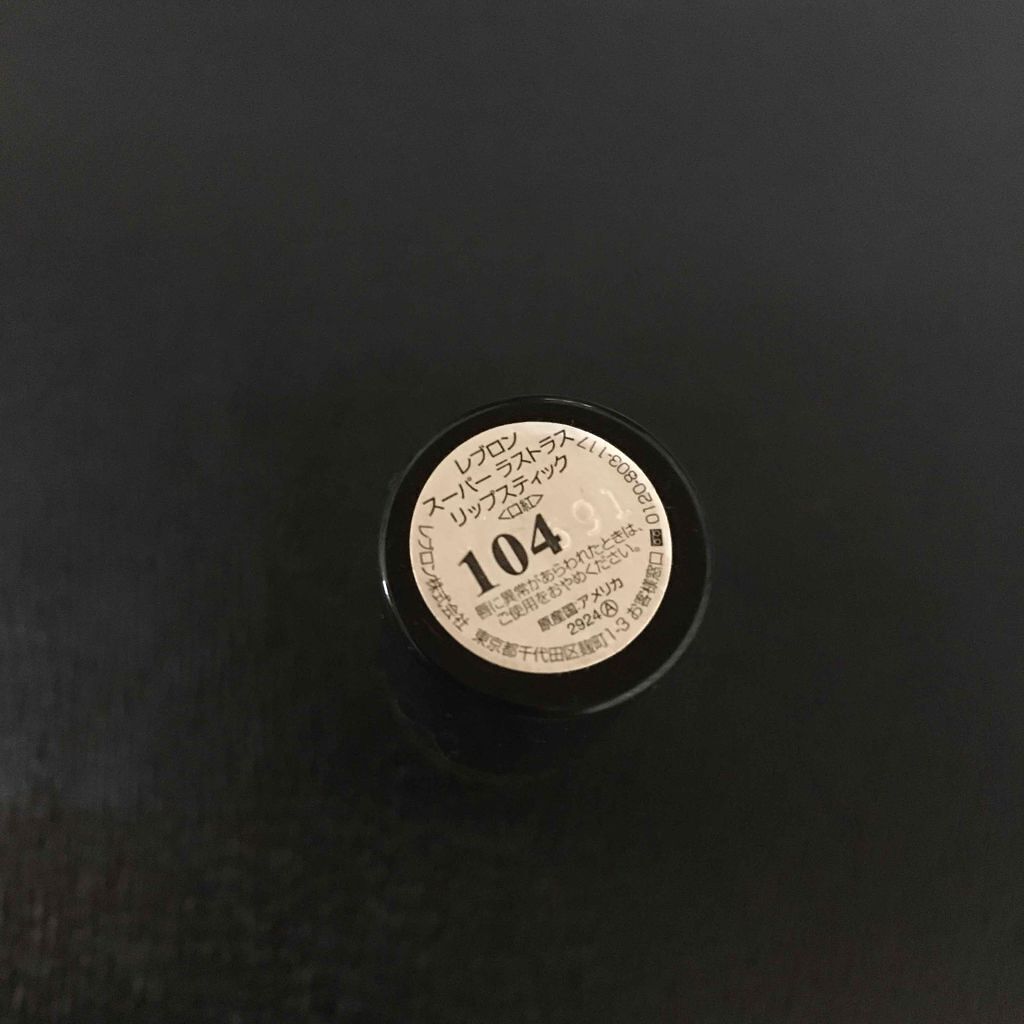 レブロン
スーパー ラストラス
リップスティック
<口紅>
104
唇に異常があらわれたときは、
ご使用をおやめください。
原産国:アメリカ
2924Ⓐ
レブロン株式会社 東京都千代田区麹町1-3 お客様窓口 0120-803-117